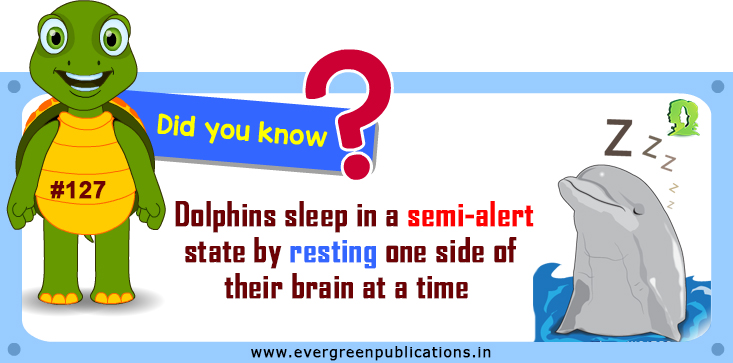 Did you know ?
#127
Z Z Z Z Z
Dolphins sleep in a semi-alert
state by resting one side of
their brain at a time
www.evergreenpublications.in